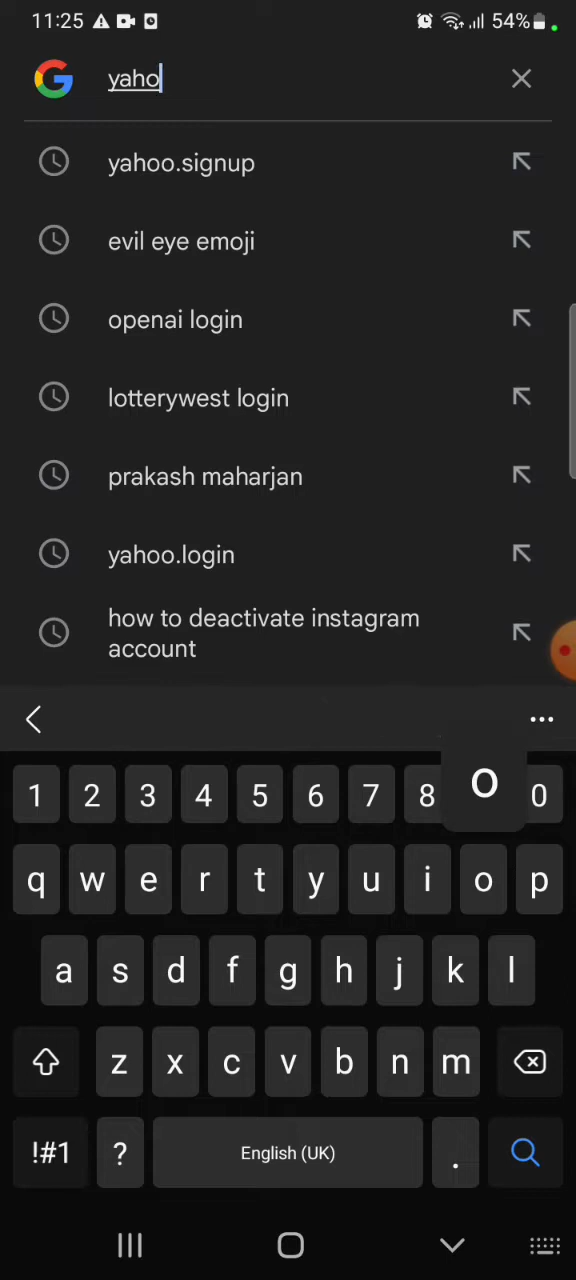 11:25 54%
yaho
yahoo.signup
evil eye emoji
openai login
lotterywest login
prakash maharjan
yahoo.login
how to deactivate instagram
account
o
1 2 3 4 5 6 7 8 0
q w e r t y u i o p
a s d f g h j k l
z x c v b n m
!#1 ? English (UK) .